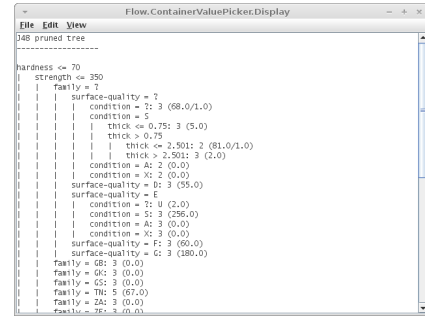 Flow.ContainerValuePicker.Display
File Edit View
J48 pruned tree
------------------
hardness <= 70
|   strength <= 350
|   |   family = ?
|   |   |   surface-quality = ?
|   |   |   |   condition = ?: 3 (68.0/1.0)
|   |   |   |   condition = S
|   |   |   |   |   thick <= 0.75: 3 (5.0)
|   |   |   |   |   thick > 0.75
|   |   |   |   |   |   thick <= 2.501: 2 (81.0/1.0)
|   |   |   |   |   |   thick > 2.501: 3 (2.0)
|   |   |   |   condition = A: 2 (0.0)
|   |   |   |   condition = X: 2 (0.0)
|   |   |   surface-quality = D: 3 (55.0)
|   |   |   surface-quality = E
|   |   |   |   condition = ?: U (2.0)
|   |   |   |   condition = S: 3 (256.0)
|   |   |   |   condition = A: 3 (0.0)
|   |   |   |   condition = X: 3 (0.0)
|   |   |   surface-quality = F: 3 (60.0)
|   |   |   surface-quality = G: 3 (180.0)
|   |   family = GB: 3 (0.0)
|   |   family = GK: 3 (0.0)
|   |   family = GS: 3 (0.0)
|   |   family = TN: 5 (67.0)
|   |   family = ZA: 3 (0.0)
|   |   family = ZF: 3 (0.0)